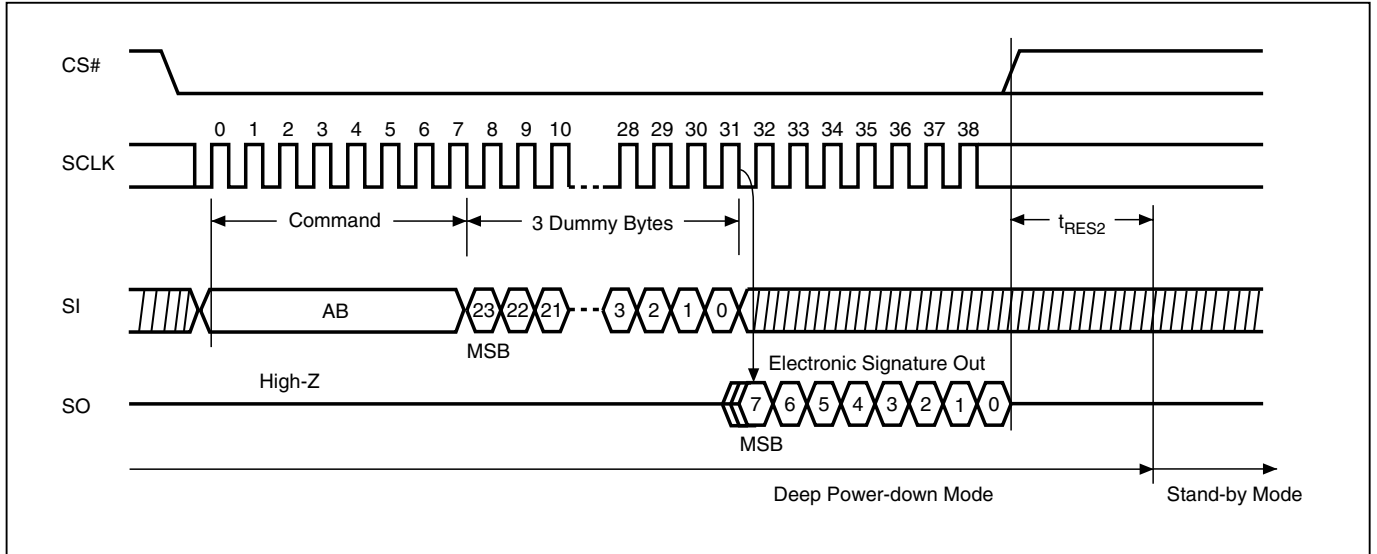 CS#
0 1 2 3 4 5 6 7 8 9 10 28 29 30 31 32 33 34 35 36 37 38
SCLK
Command
3 Dummy Bytes
tRES2
SI
AB
23 22 21 3 2 1 0
MSB
High-Z
Electronic Signature Out
SO
7 6 5 4 3 2 1 0
MSB
Deep Power-down Mode
Stand-by Mode